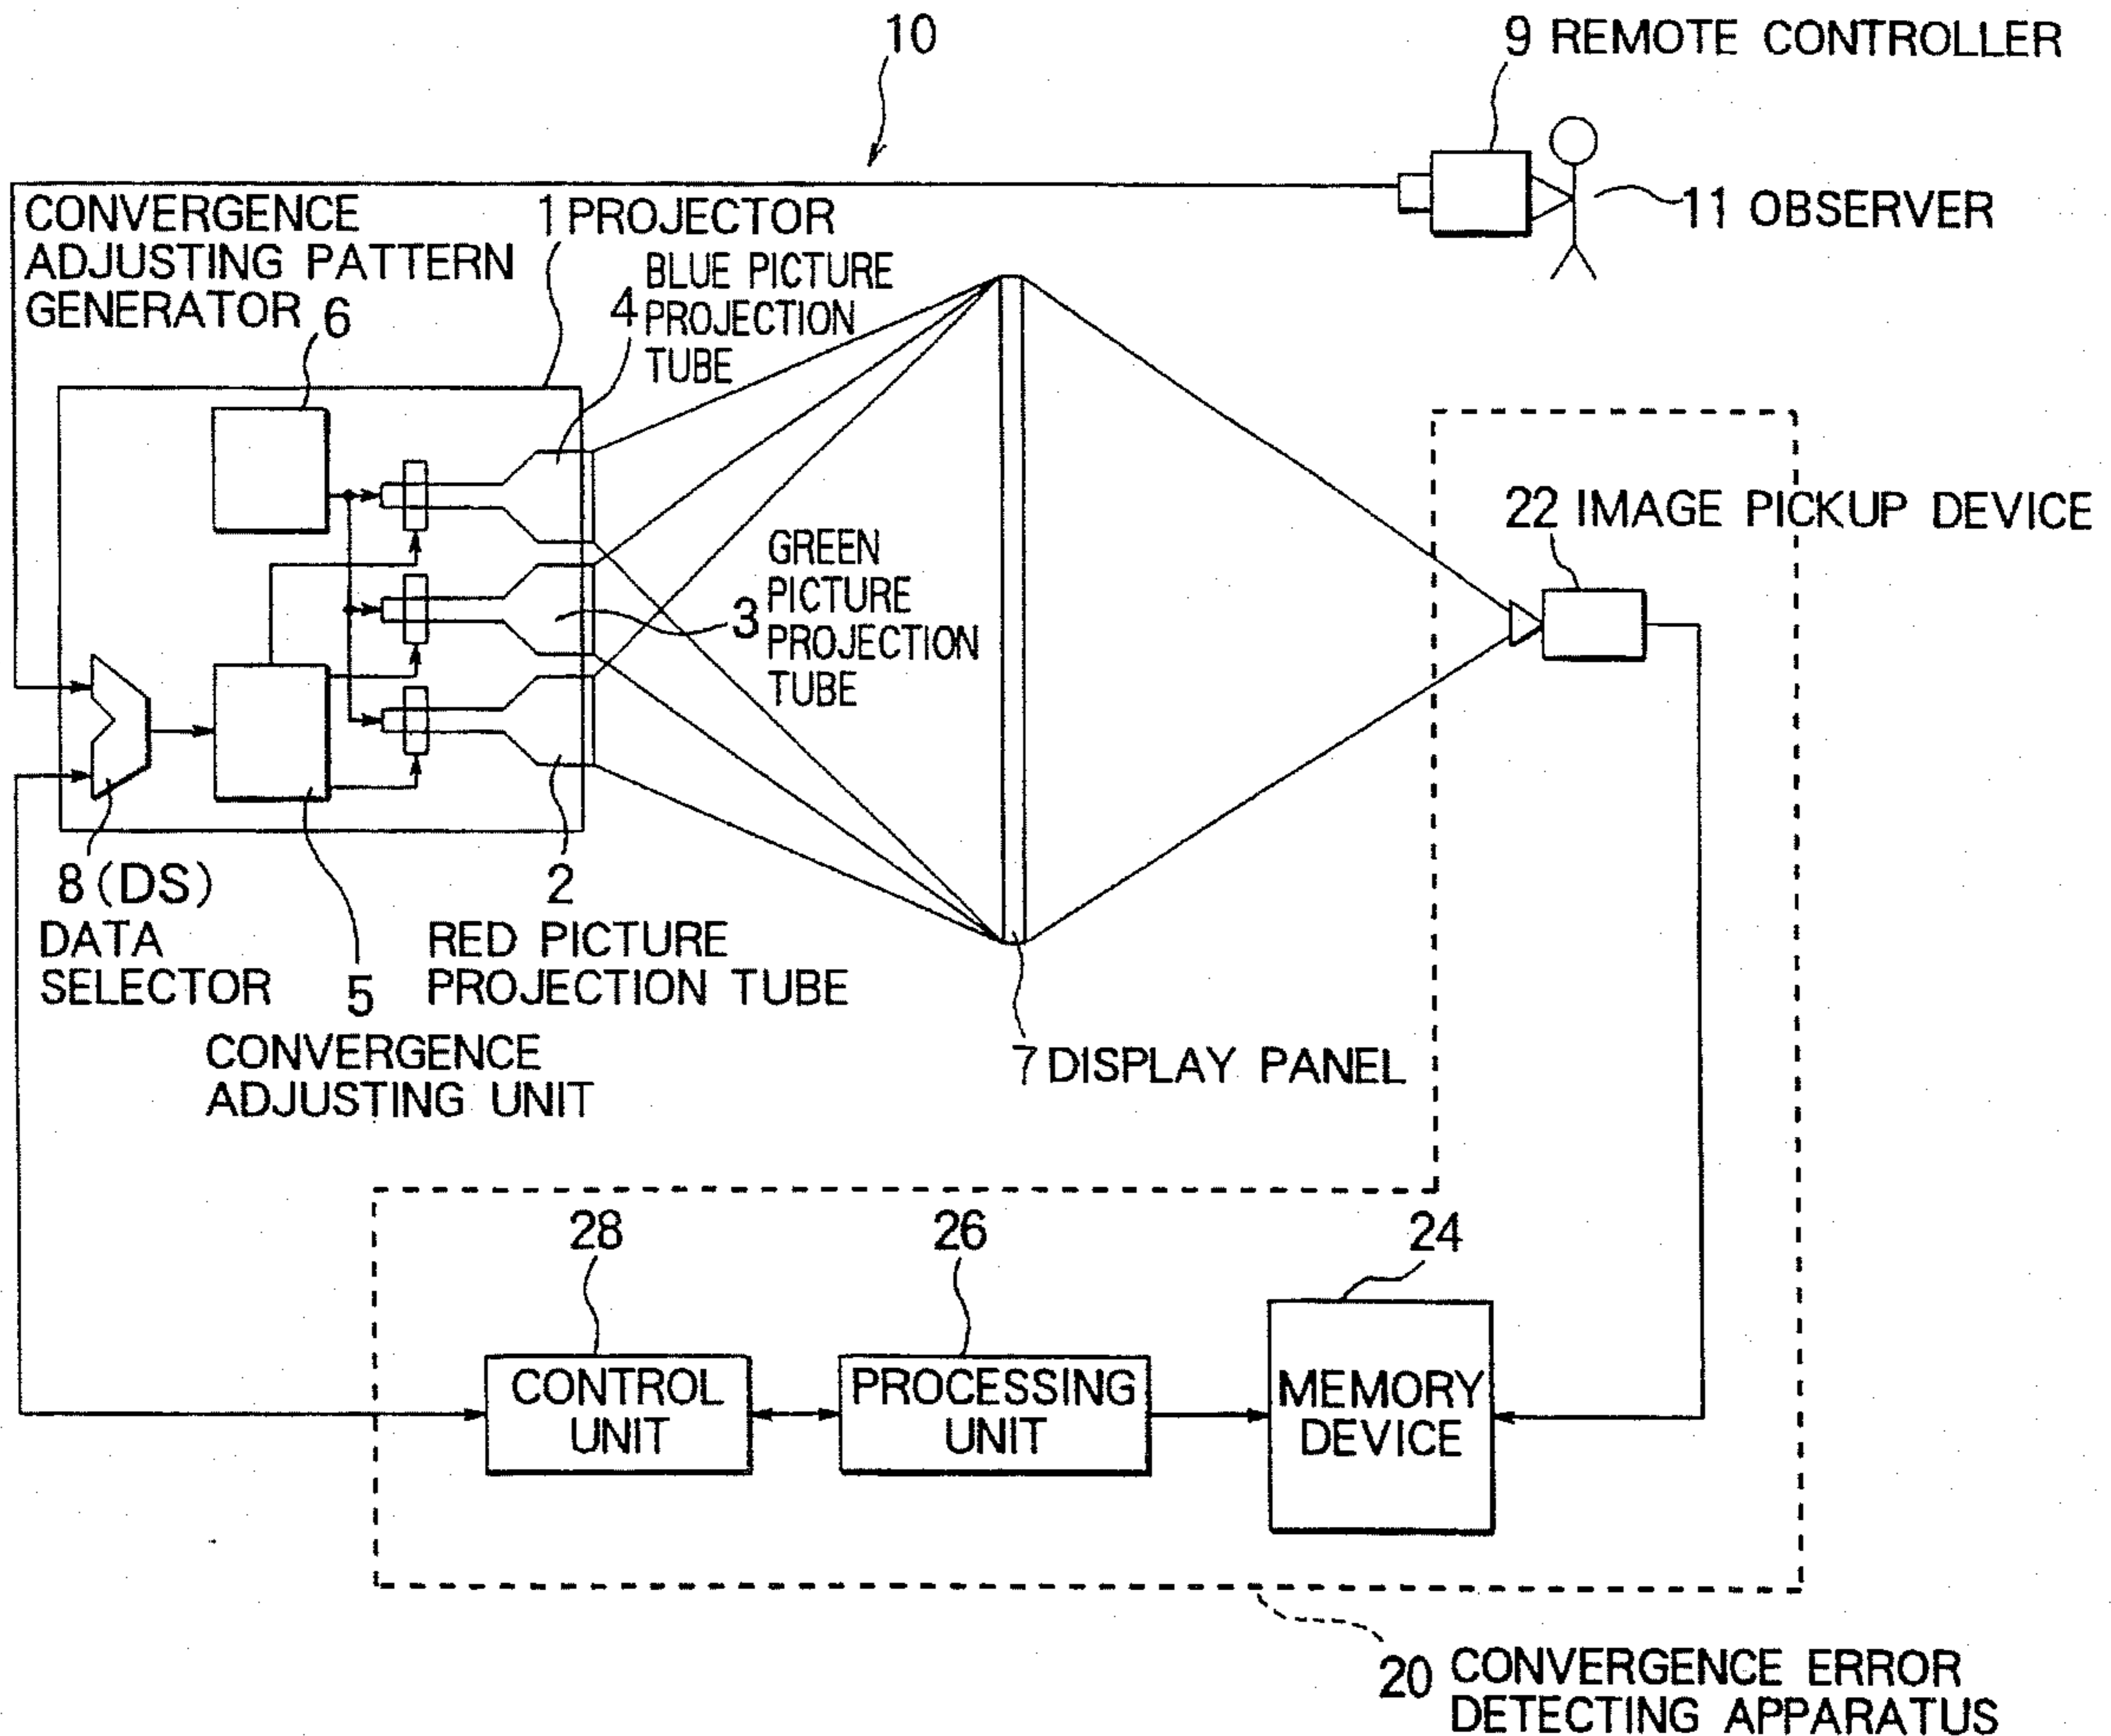 10
9 REMOTE CONTROLLER
11 OBSERVER
CONVERGENCE
ADJUSTING PATTERN
GENERATOR 6
1 PROJECTOR
4 BLUE PICTURE
PROJECTION
TUBE
3 GREEN
PICTURE
PROJECTION
TUBE
22 IMAGE PICKUP DEVICE
8 (DS)
DATA
SELECTOR
5
CONVERGENCE
ADJUSTING UNIT
2
RED PICTURE
PROJECTION TUBE
7 DISPLAY PANEL
28
CONTROL
UNIT
26
PROCESSING
UNIT
24
MEMORY
DEVICE
20 CONVERGENCE ERROR
DETECTING APPARATUS